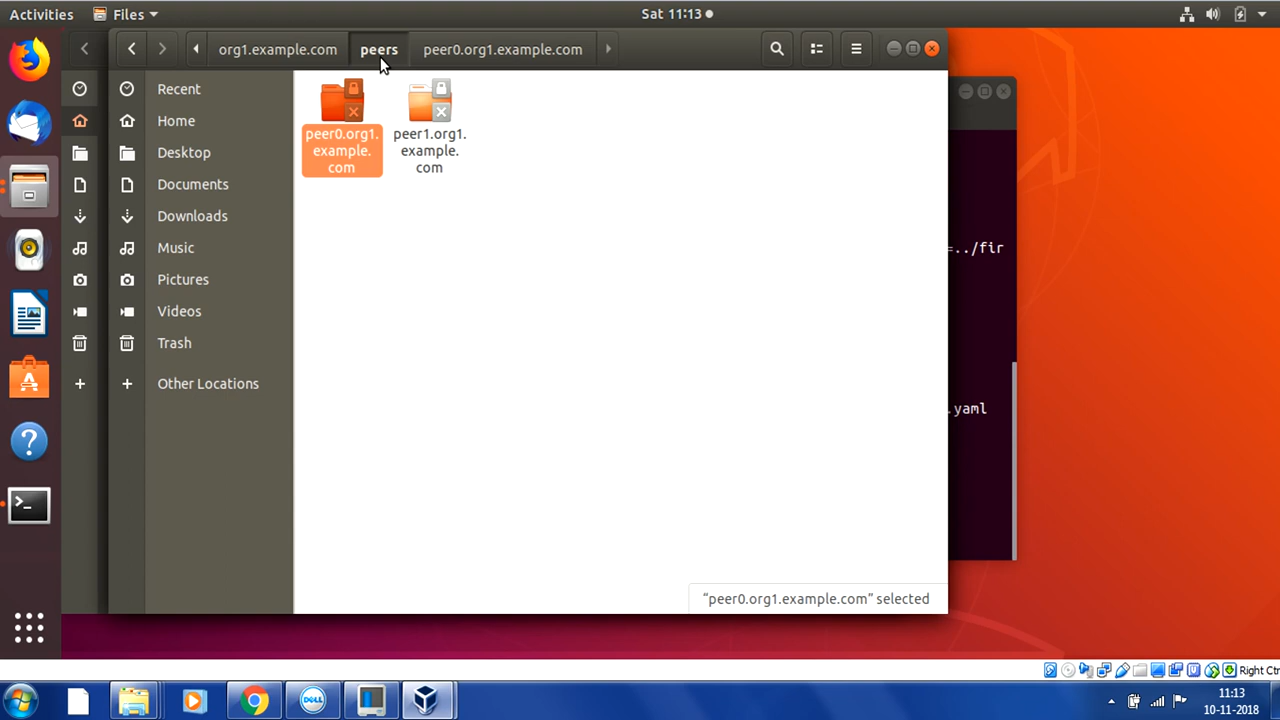 Activities
Files
Sat 11:13
org1.example.com
peers
peer0.org1.example.com
Recent
Home
Desktop
Documents
Downloads
Music
Pictures
Videos
Trash
Other Locations
peer0.org1.
example.
com
peer1.org1.
example.
com
=../fir
.yaml
“peer0.org1.example.com” selected
Right Ctr
DELL
11:13
10-11-2018